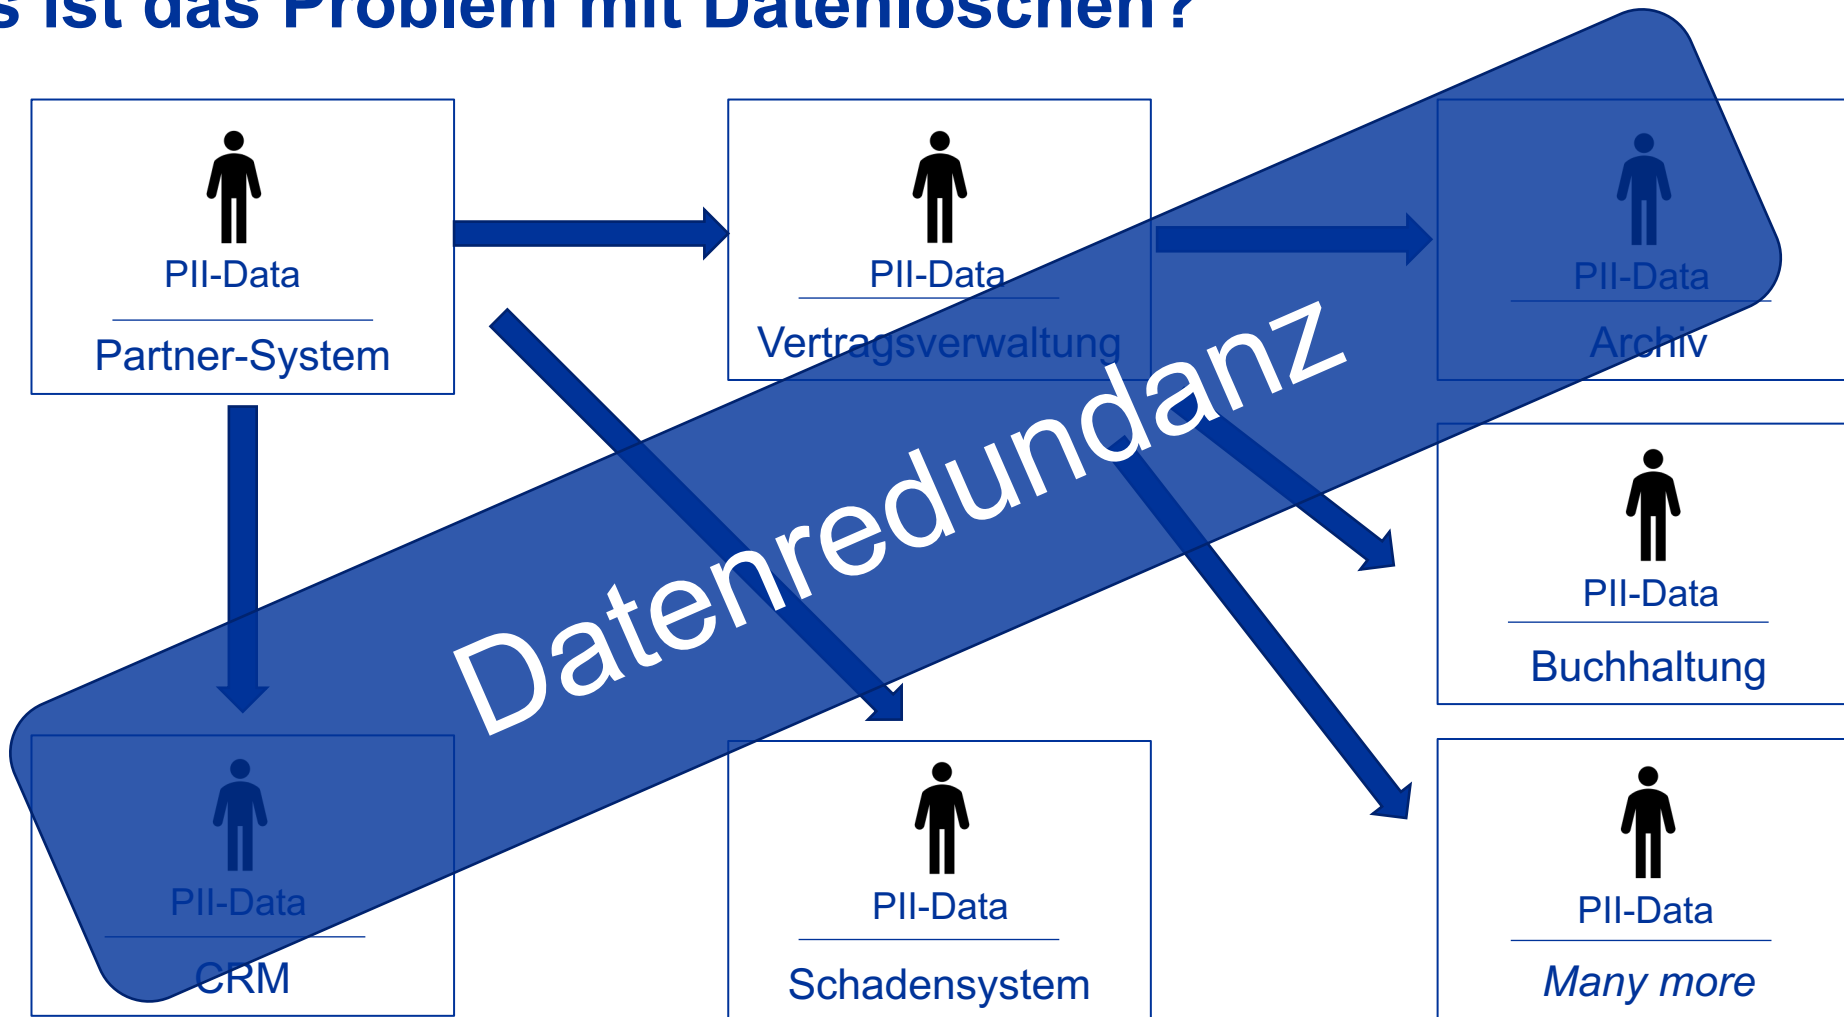 s ist das Problem mit Datenlöschen?
PII-Data
Partner-System
PII-Data
Vertragsverwaltung
PII-Data
Archiv
Datenredundanz
PII-Data
Buchhaltung
PII-Data
CRM
PII-Data
Schadensystem
PII-Data
Many more